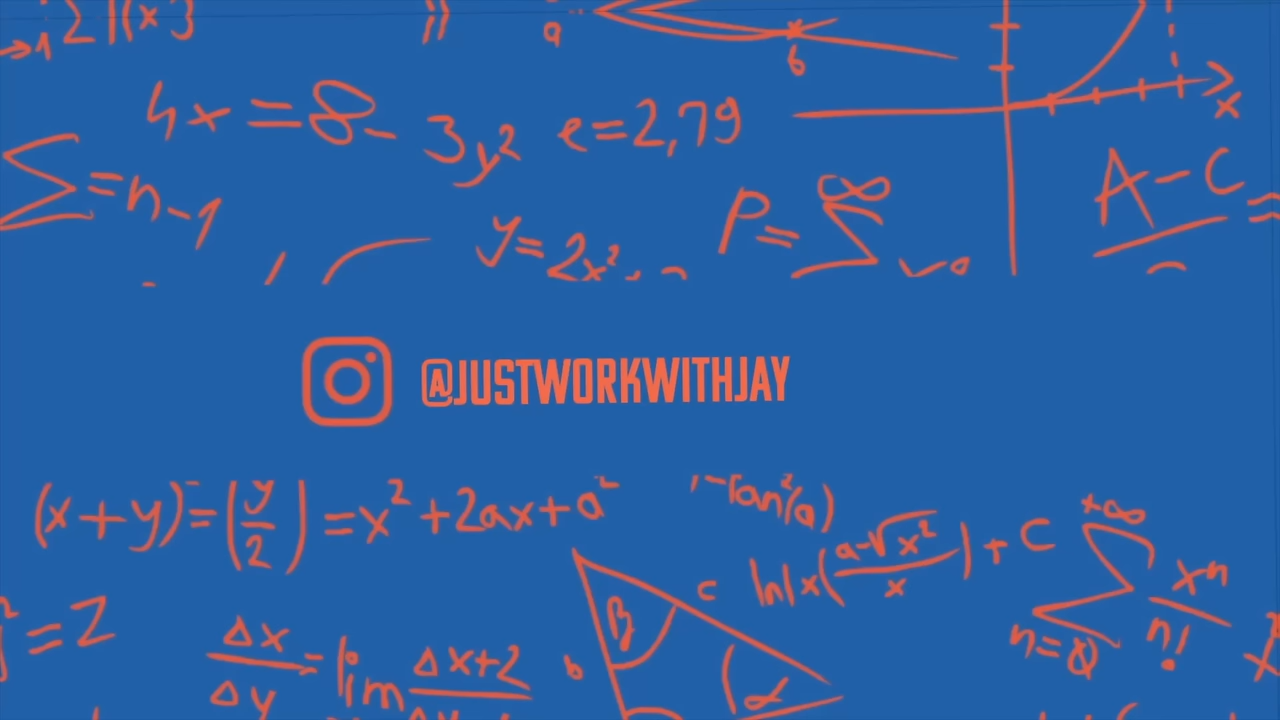 4x = 8 - 3y² e = 2,79
Σ = n-1
y = 2x²
P = Σ ∞
A - C
a
b
x
@JUSTWORKWITHJAY
(x+y)² = (y/2) = x² + 2ax + a²
-tan²(a)
ln|x(a-√x²/x) + C
+∞ Σ n=0 xⁿ/n!
= Z
Δx/Δy = lim Δx+2
β
c
b
α